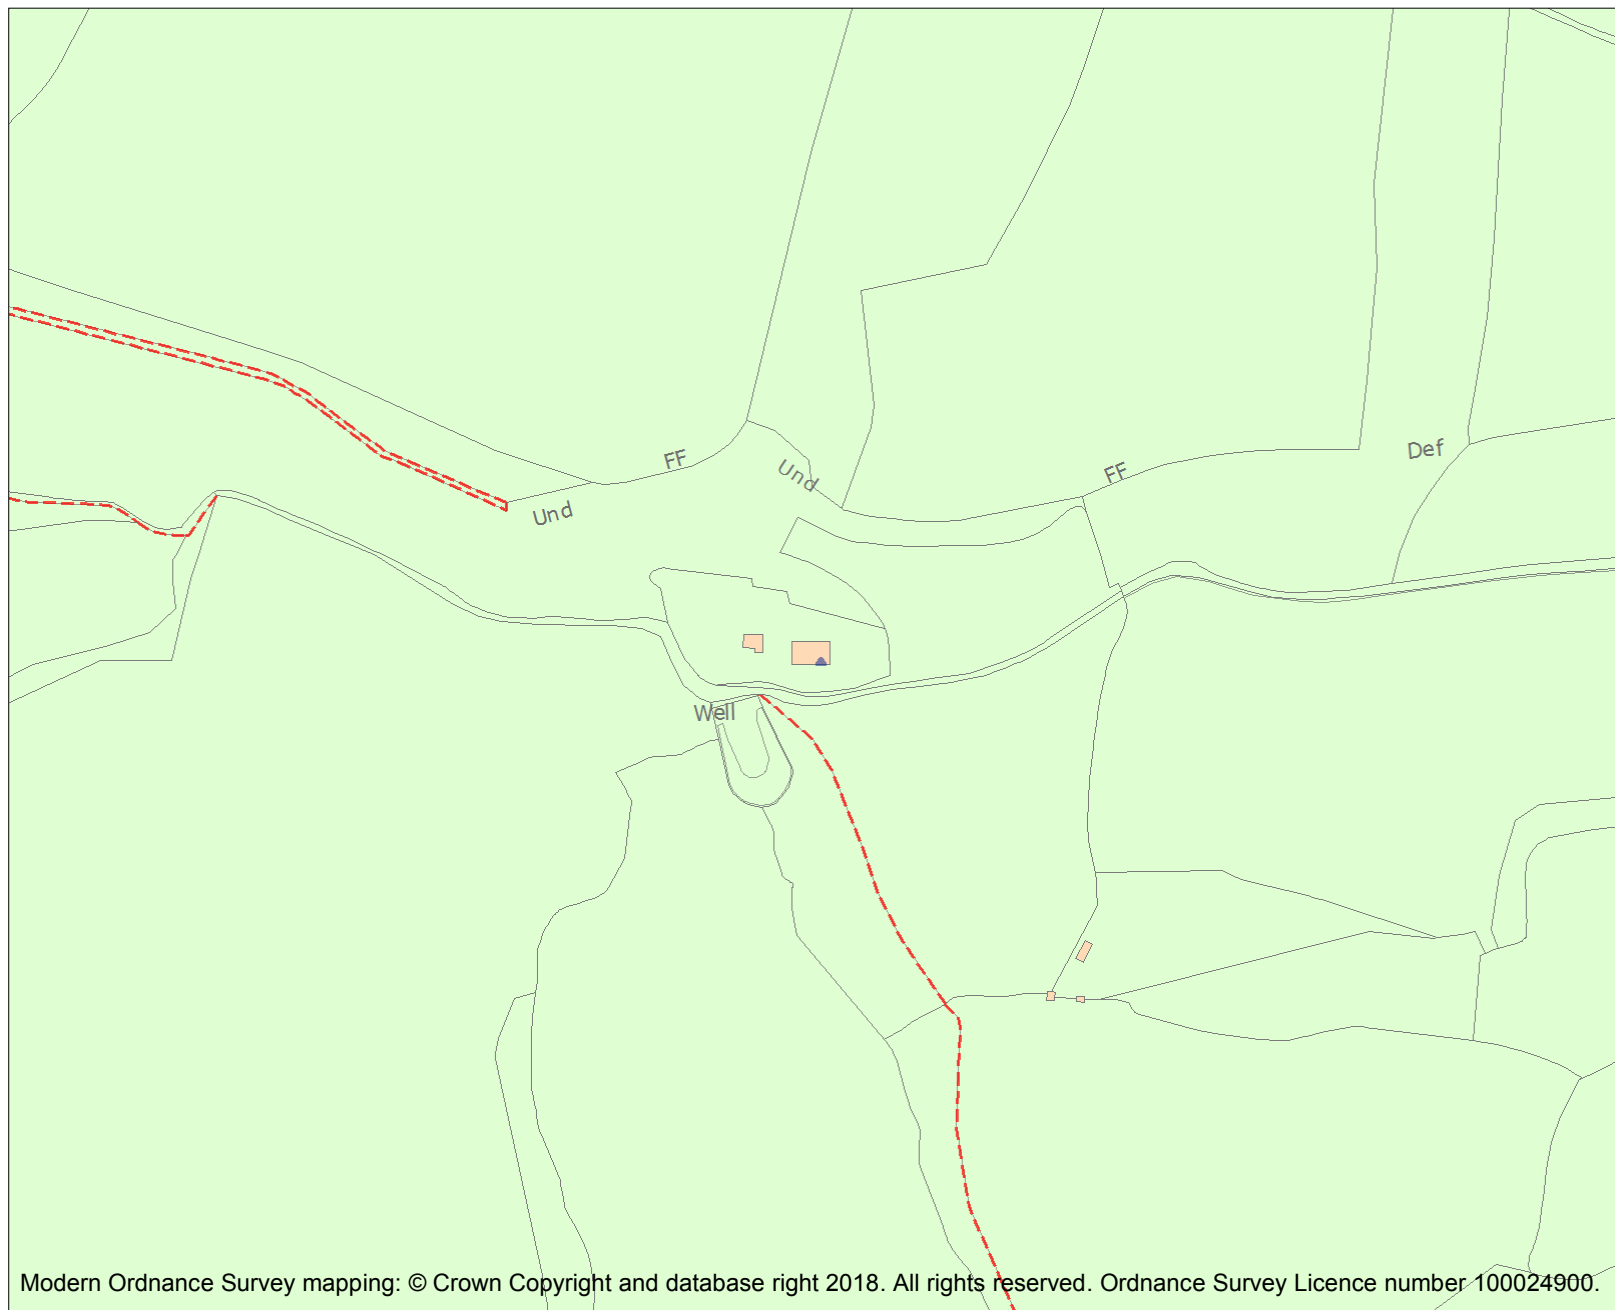 Def
FF
FF
Und
Und
Well
Modern Ordnance Survey mapping: © Crown Copyright and database right 2018. All rights reserved. Ordnance Survey Licence number 100024900.